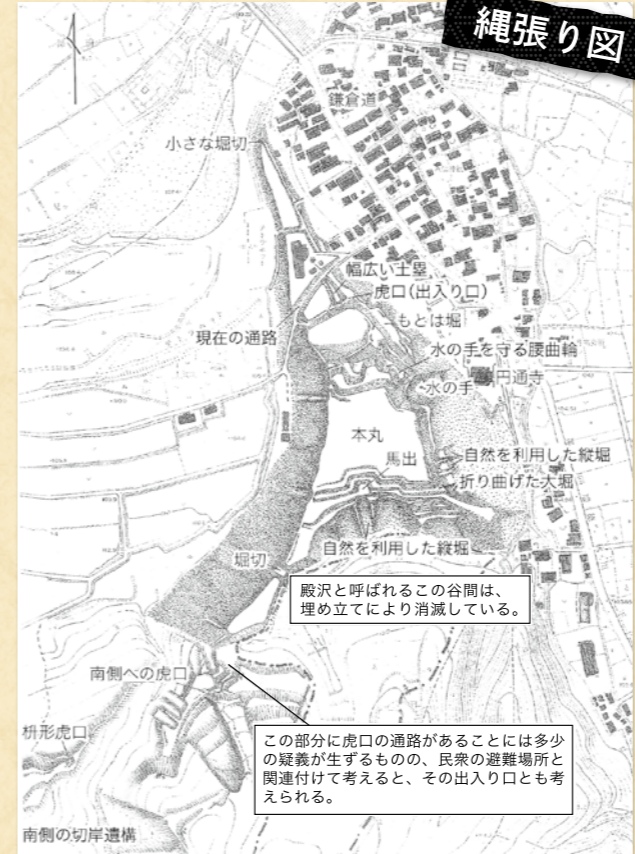 縄張り図
鎌倉道
小さな堀切
幅広い土塁
虎口(出入り口)
もとは堀
現在の通路
水の手を守る腰曲輪
水の手
円通寺
本丸
馬出
自然を利用した縦堀
折り曲げた大堀
自然を利用した縦堀
堀切
殿沢と呼ばれるこの谷間は、
埋め立てにより消滅している。
南側への虎口
枡形虎口
この部分に虎口の通路があることには多少
の疑義が生ずるものの、民衆の避難場所と
関連付けて考えると、その出入り口とも考
えられる。
南側の切岸遺構